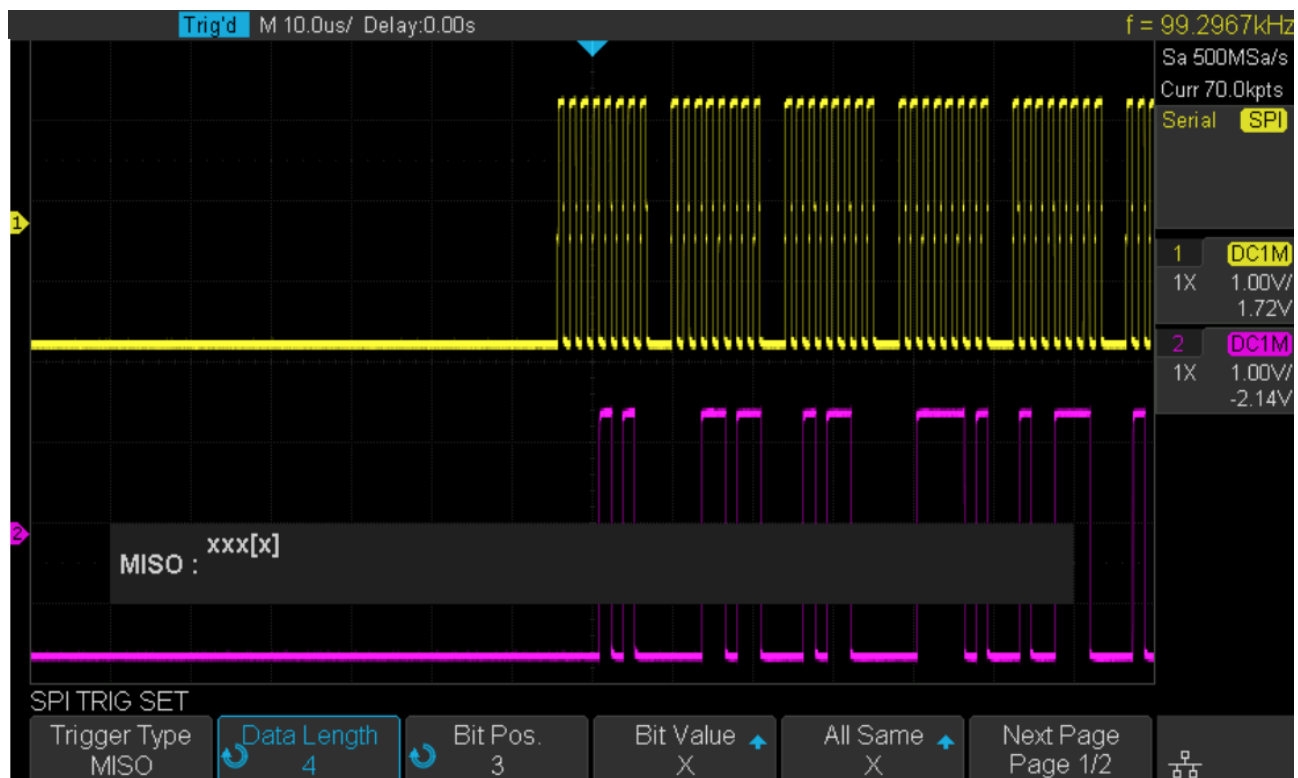 Trig'd M 10.0us/ Delay:0.00s
f = 99.2967kHz
Sa 500MSa/s
Curr 70.0kpts
Serial SPI
1
1 DC1M
1X 1.00V/
1.72V
2 DC1M
1X 1.00V/
-2.14V
2
xxx[x]
MISO :
SPI TRIG SET
Trigger Type
MISO
Data Length
4
Bit Pos.
3
Bit Value
X
All Same
X
Next Page
Page 1/2